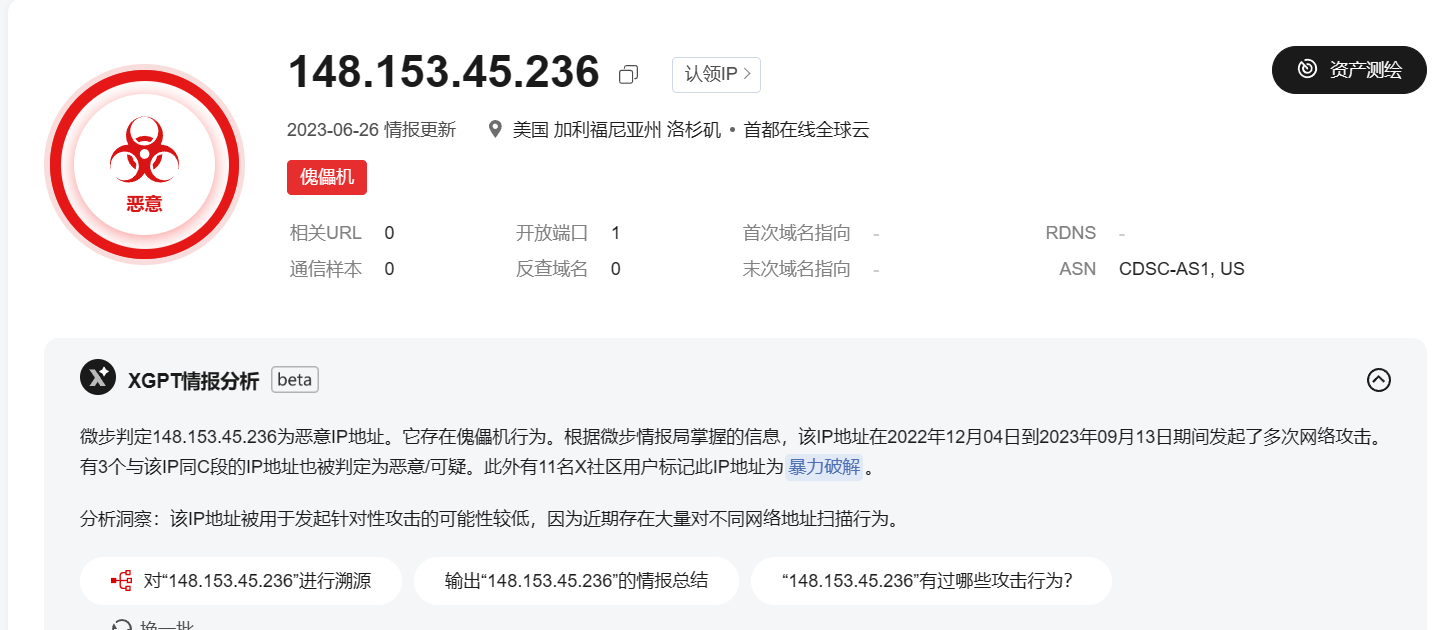 148.153.45.236 认领IP
资产测绘
2023-06-26 情报更新 美国 加利福尼亚州 洛杉矶 • 首都在线全球云
恶意
傀儡机
相关URL 0 开放端口 1 首次域名指向 - RDNS -
通信样本 0 反查域名 0 末次域名指向 - ASN CDSC-AS1, US
XGPT情报分析 beta
微步判定148.153.45.236为恶意IP地址。它存在傀儡机行为。根据微步情报局掌握的信息，该IP地址在2022年12月04日到2023年09月13日期间发起了多次网络攻击。
有3个与该IP同C段的IP地址也被判定为恶意/可疑。此外有11名X社区用户标记此IP地址为 暴力破解 。
分析洞察：该IP地址被用于发起针对性攻击的可能性较低，因为近期存在大量对不同网络地址扫描行为。
对“148.153.45.236”进行溯源 输出“148.153.45.236”的情报总结 “148.153.45.236”有过哪些攻击行为？
换一批